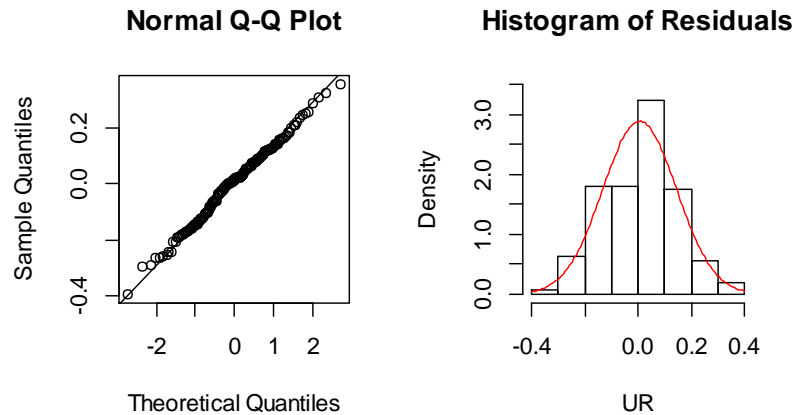 Normal Q-Q Plot
Sample Quantiles
0.2
0.0
-0.4
-2
0
1
2
Theoretical Quantiles
Histogram of Residuals
Density
3.0
2.0
1.0
0.0
-0.4
0.0
0.2
0.4
UR